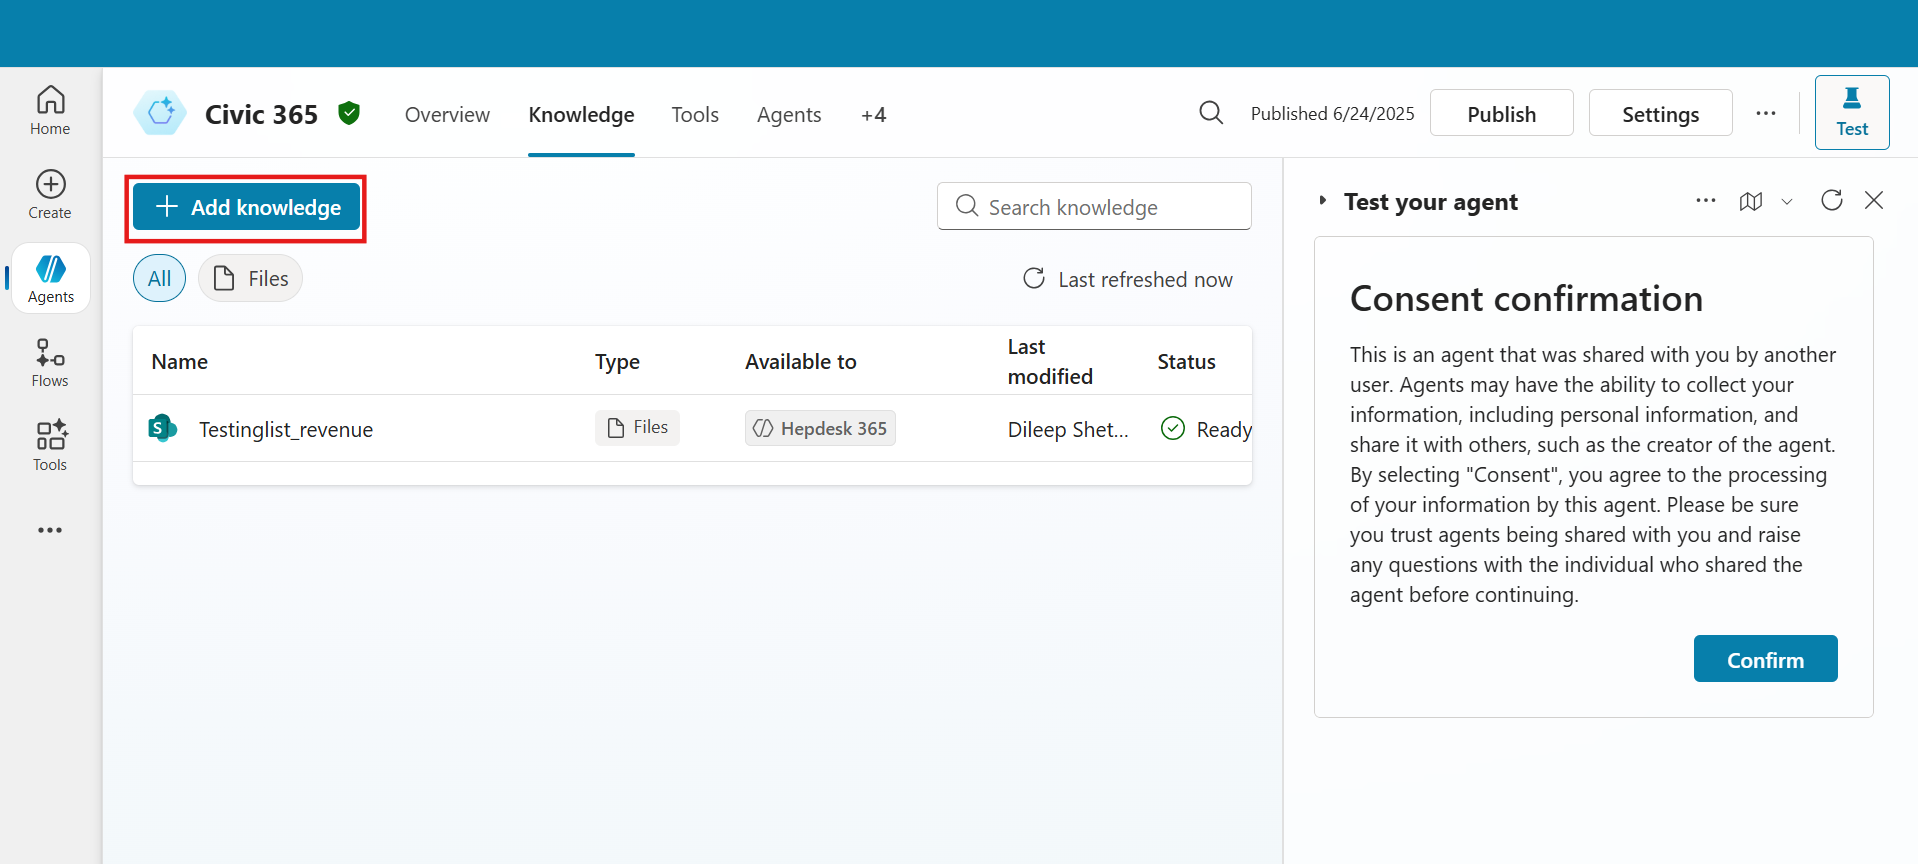 Home
Create
Agents
Flows
Tools
Civic 365
Overview
Knowledge
Tools
Agents
+4
Published 6/24/2025
Publish
Settings
Test
Add knowledge
Search knowledge
All
Files
Last refreshed now
Name
Type
Available to
Last
modified
Status
Testinglist_revenue
Files
Hepdesk 365
Dileep Shet...
Ready
Test your agent
Consent confirmation
This is an agent that was shared with you by another
user. Agents may have the ability to collect your
information, including personal information, and
share it with others, such as the creator of the agent.
By selecting "Consent", you agree to the processing
of your information by this agent. Please be sure
you trust agents being shared with you and raise
any questions with the individual who shared the
agent before continuing.
Confirm